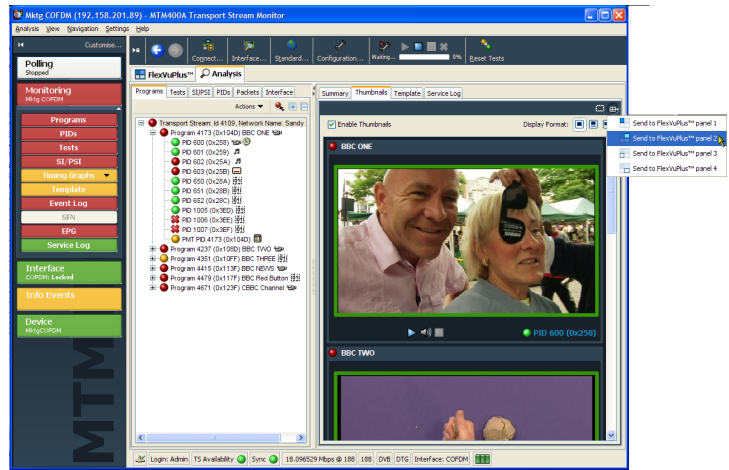 Mktg COFDM (192.158.201.89) - MTM400A Transport Stream Monitor
Analysis View Navigation Settings Help
Customise...
Polling
Stopped
Monitoring
Mktg COFDM
Programs
PIDs
Tests
SI/PSI
Timing Graphs
Template
Event Log
SFN
EPG
Service Log
Interface
COFDM: Locked
Info Events
Device
MktgCOFDM
MTM
Connect... Interface... Standard... Configuration... Waiting... 0% Reset Tests
FlexVuPlus™ Analysis
Programs Tests SI/PSI PIDs Packets Interface
Actions
Transport Stream: Id 4109, Network Name: Sandy
Program 4173 (0x104D) BBC ONE
PID 600 (0x258)
PID 601 (0x259)
PID 602 (0x25A)
PID 603 (0x25B)
PID 650 (0x28A)
PID 651 (0x28B)
PID 652 (0x28C)
PID 1005 (0x3ED)
PID 1006 (0x3EE)
PID 1007 (0x3EF)
PMT PID 4173 (0x104D)
Program 4237 (0x108D) BBC TWO
Program 4351 (0x10FF) BBC THREE
Program 4415 (0x113F) BBC NEWS
Program 4479 (0x117F) BBC Red Button
Program 4671 (0x123F) CBBC Channel
Summary Thumbnails Template Service Log
Enable Thumbnails Display Format:
Send to FlexVuPlus™ panel 1
Send to FlexVuPlus™ panel 2
Send to FlexVuPlus™ panel 3
Send to FlexVuPlus™ panel 4
BBC ONE
PID 600 (0x258)
BBC TWO
Login: Admin TS Availability Sync 18.096529 Mbps @ 188 188 DVB DTG Interface: COFDM